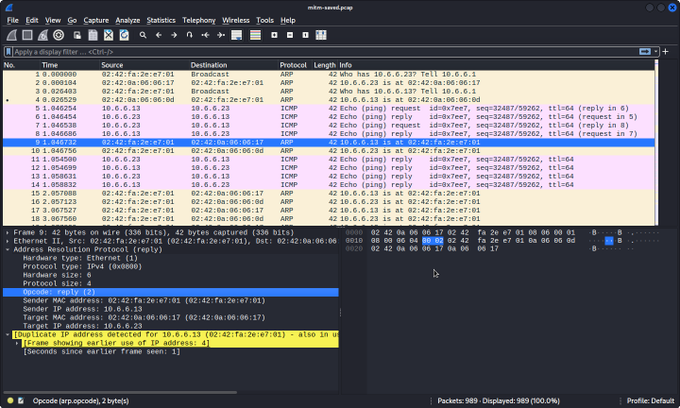 mitm-saved.pcap
File Edit View Go Capture Analyze Statistics Telephony Wireless Tools Help
Apply a display filter ... <Ctrl-/>
No. Time Source Destination Protocol Length Info
1 0.000000 02:42:fa:2e:e7:01 Broadcast ARP 42 Who has 10.6.6.23? Tell 10.6.6.1
2 0.000104 02:42:0a:06:06:17 02:42:fa:2e:e7:01 ARP 42 10.6.6.23 is at 02:42:0a:06:06:17
3 0.026403 02:42:fa:2e:e7:01 Broadcast ARP 42 Who has 10.6.6.13? Tell 10.6.6.1
4 0.026529 02:42:0a:06:06:0d 02:42:fa:2e:e7:01 ARP 42 10.6.6.13 is at 02:42:0a:06:06:0d
5 1.046254 10.6.6.13 10.6.6.23 ICMP 42 Echo (ping) request id=0x7ee7, seq=32487/59262, ttl=64 (reply in 6)
6 1.046454 10.6.6.23 10.6.6.13 ICMP 42 Echo (ping) reply id=0x7ee7, seq=32487/59262, ttl=64 (request in 5)
7 1.046538 10.6.6.23 10.6.6.13 ICMP 42 Echo (ping) request id=0x7ee7, seq=32487/59262, ttl=64 (reply in 8)
8 1.046686 10.6.6.13 10.6.6.23 ICMP 42 Echo (ping) reply id=0x7ee7, seq=32487/59262, ttl=64 (request in 7)
9 1.046732 02:42:fa:2e:e7:01 02:42:0a:06:06:17 ARP 42 10.6.6.13 is at 02:42:fa:2e:e7:01
10 1.046756 02:42:fa:2e:e7:01 02:42:0a:06:06:0d ARP 42 10.6.6.23 is at 02:42:fa:2e:e7:01
11 1.054500 10.6.6.13 10.6.6.23 ICMP 42 Echo (ping) reply id=0x7ee7, seq=32487/59262, ttl=64
12 1.054699 10.6.6.13 10.6.6.23 ICMP 42 Echo (ping) reply id=0x7ee7, seq=32487/59262, ttl=64
13 1.058631 10.6.6.23 10.6.6.13 ICMP 42 Echo (ping) reply id=0x7ee7, seq=32487/59262, ttl=64
14 1.058832 10.6.6.23 10.6.6.13 ICMP 42 Echo (ping) reply id=0x7ee7, seq=32487/59262, ttl=64
15 2.057088 02:42:fa:2e:e7:01 02:42:0a:06:06:17 ARP 42 10.6.6.13 is at 02:42:fa:2e:e7:01
16 2.057123 02:42:fa:2e:e7:01 02:42:0a:06:06:0d ARP 42 10.6.6.23 is at 02:42:fa:2e:e7:01
17 3.067527 02:42:fa:2e:e7:01 02:42:0a:06:06:17 ARP 42 10.6.6.13 is at 02:42:fa:2e:e7:01
18 3.067560 02:42:fa:2e:e7:01 02:42:0a:06:06:0d ARP 42 10.6.6.23 is at 02:42:fa:2e:e7:01
Frame 9: 42 bytes on wire (336 bits), 42 bytes captured (336 bits)
Ethernet II, Src: 02:42:fa:2e:e7:01 (02:42:fa:2e:e7:01), Dst: 02:42:0a:06:06
Address Resolution Protocol (reply)
Hardware type: Ethernet (1)
Protocol type: IPv4 (0x0800)
Hardware size: 6
Protocol size: 4
Opcode: reply (2)
Sender MAC address: 02:42:fa:2e:e7:01 (02:42:fa:2e:e7:01)
Sender IP address: 10.6.6.13
Target MAC address: 02:42:0a:06:06:17 (02:42:0a:06:06:17)
Target IP address: 10.6.6.23
[Duplicate IP address detected for 10.6.6.13 (02:42:fa:2e:e7:01) - also in u
[Frame showing earlier use of IP address: 4]
[Seconds since earlier frame seen: 1]
0000 02 42 0a 06 06 17 02 42 fa 2e e7 01 08 06 00 01 ·B·····B ········
0010 08 00 06 04 00 02 02 42 fa 2e e7 01 0a 06 06 0d ·······B ········
0020 02 42 0a 06 06 17 0a 06 06 17 ·B········
Opcode (arp.opcode), 2 byte(s)
Packets: 989 · Displayed: 989 (100.0%)
Profile: Default